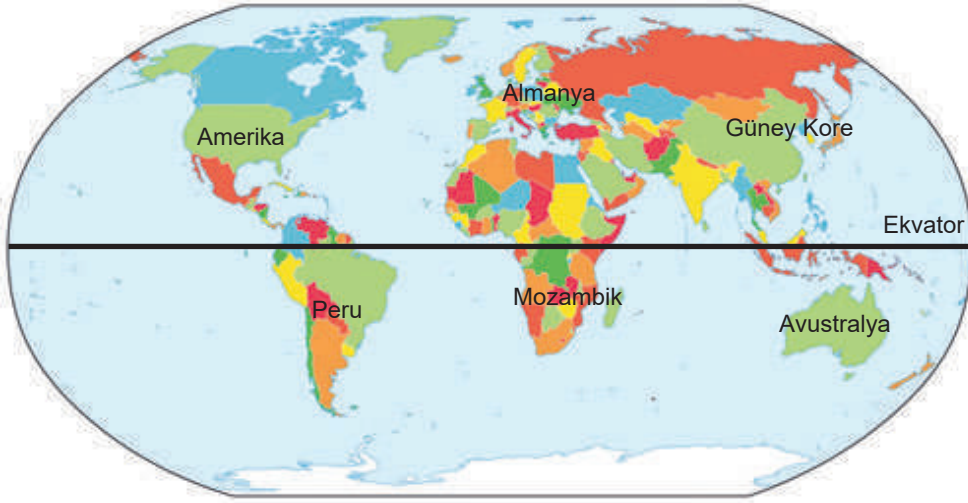 Almanya
Amerika
Güney Kore
Ekvator
Peru
Mozambik
Avustralya